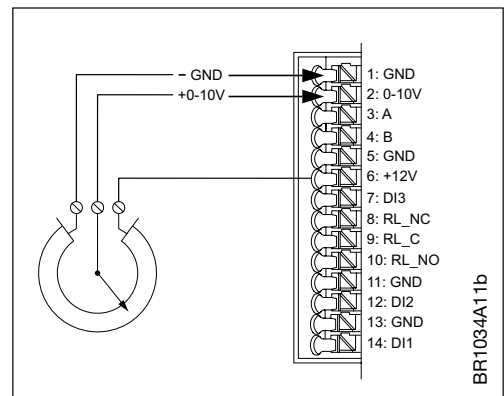 – GND
+0-10V
1: GND
2: 0-10V
3: A
4: B
5: GND
6: +12V
7: DI3
8: RL_NC
9: RL_C
10: RL_NO
11: GND
12: DI2
13: GND
14: DI1
BR1034A11b